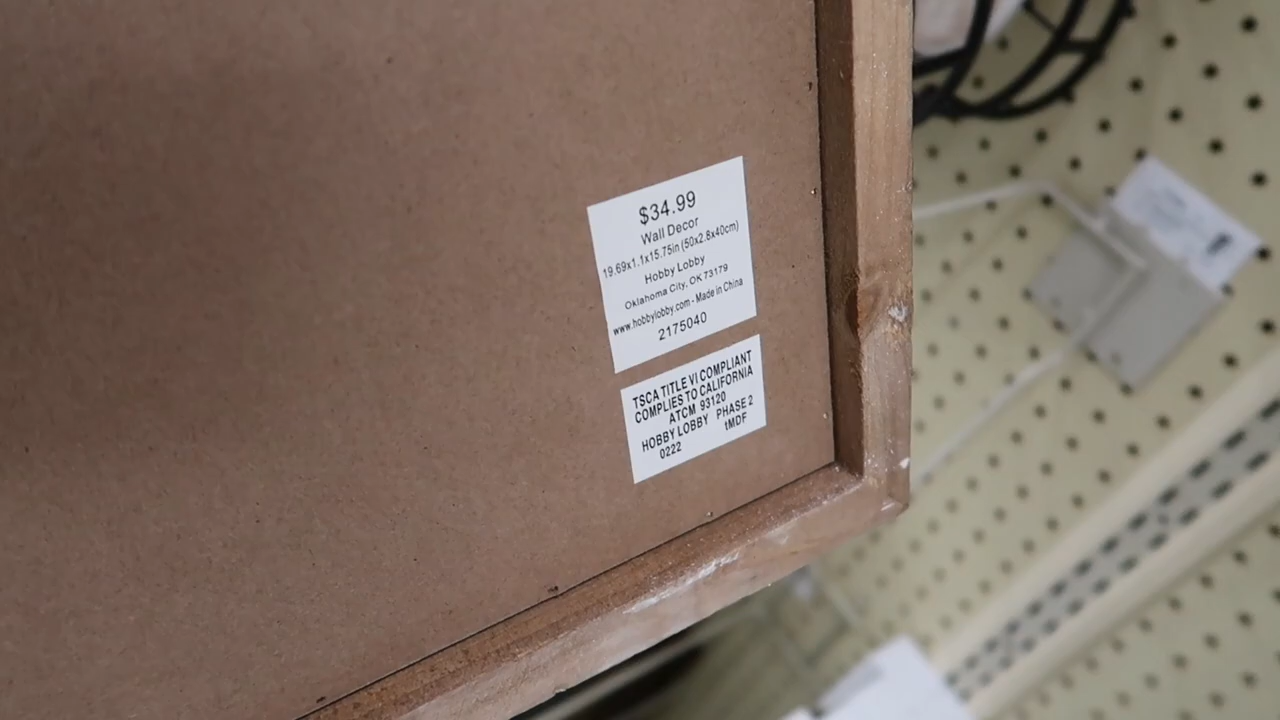 $34.99
Wall Decor
19.69x1.1x15.75in (50x2.8x40cm)
Hobby Lobby
Oklahoma City, OK 73179
www.hobbylobby.com - Made in China
2175040
TSCA TITLE VI COMPLIANT
COMPLIES TO CALIFORNIA
ATCM 93120
HOBBY LOBBY PHASE 2
0222 tMDF